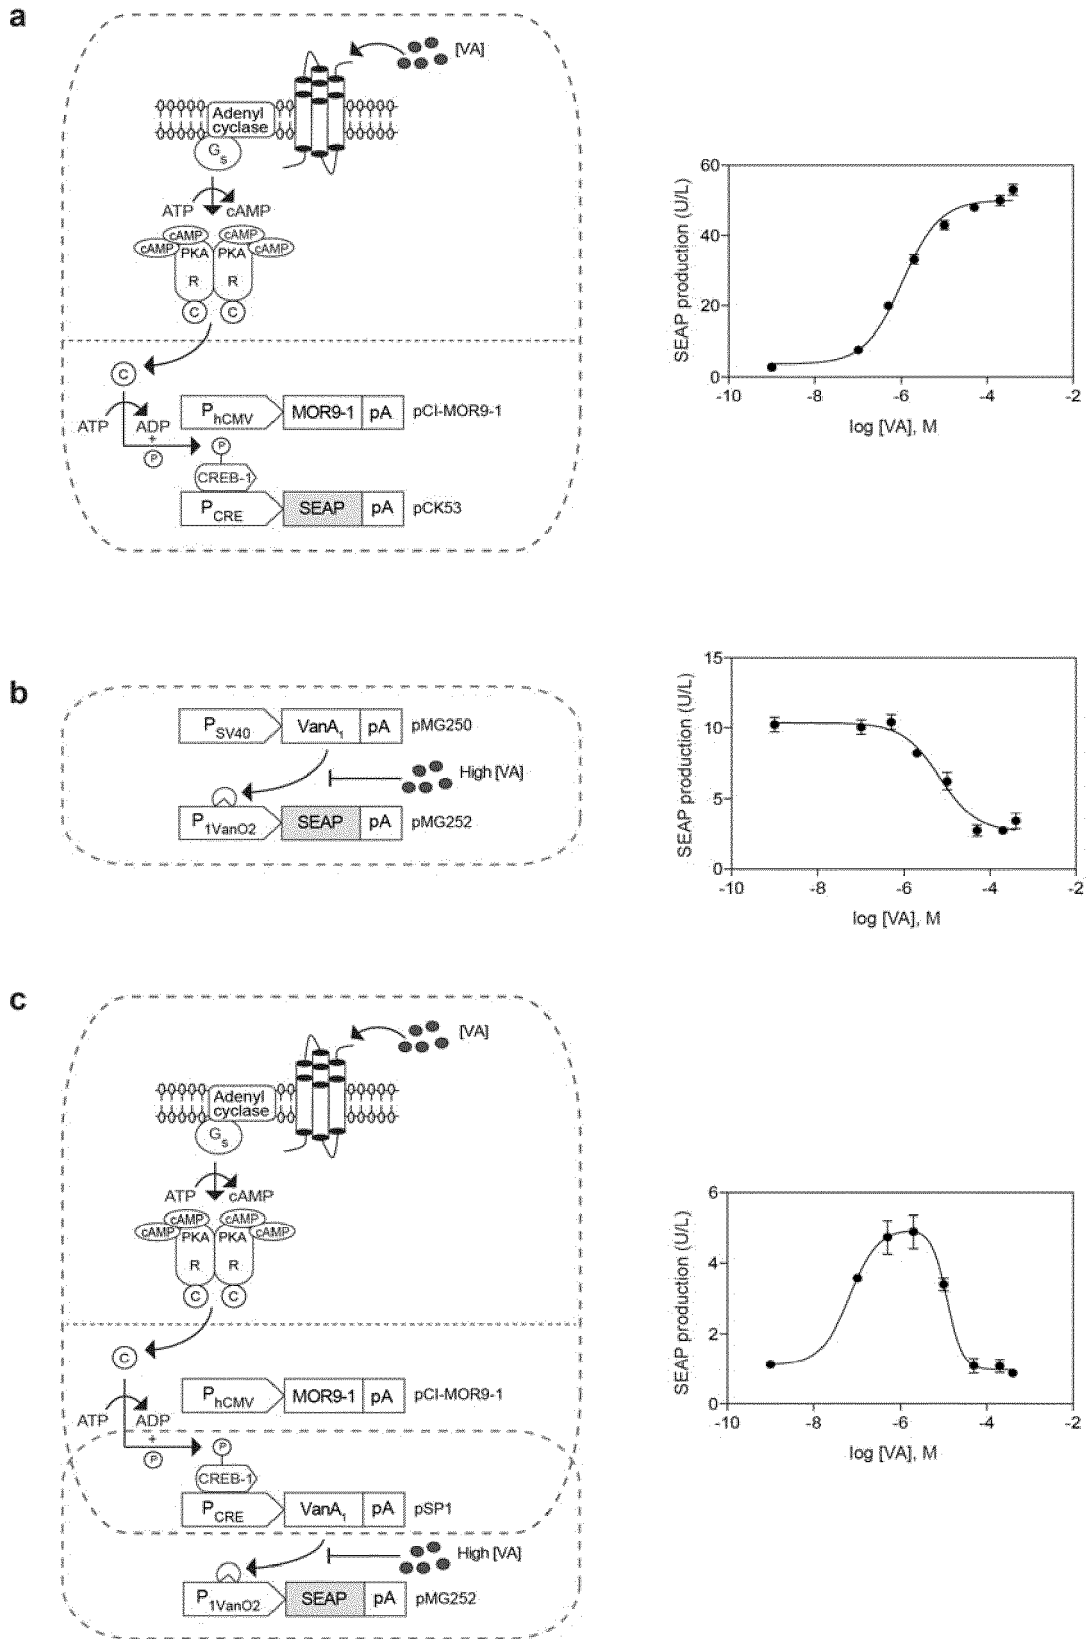 a
[VA]
Adenyl
cyclase
Gs
ATP cAMP
cAMP cAMP
cAMP PKA PKA cAMP
R R
C C
C
ATP ADP
+
P P
PhCMV MOR9-1 pA pCI-MOR9-1
CREB-1
PCRE SEAP pA pCK53
SEAP production (U/L)
60
40
20
0
-10 -8 -6 -4 -2
log [VA], M
b
PSV40 VanA1 pA pMG250
High [VA]
P1VanO2 SEAP pA pMG252
SEAP production (U/L)
15
10
5
0
-10 -8 -6 -4 -2
log [VA], M
c
[VA]
Adenyl
cyclase
Gs
ATP cAMP
cAMP cAMP
cAMP PKA PKA cAMP
R R
C C
C
PhCMV MOR9-1 pA pCI-MOR9-1
ATP ADP
+
P P
CREB-1
PCRE VanA1 pA pSP1
High [VA]
P1VanO2 SEAP pA pMG252
SEAP production (U/L)
6
4
2
0
-10 -8 -6 -4 -2
log [VA], M